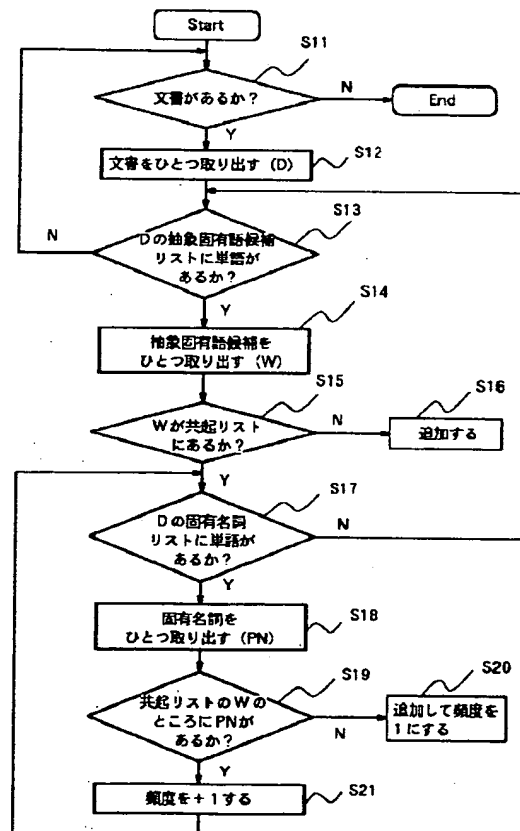 Start
S11
文書があるか?
N
End
Y
S12
文書をひとつ取り出す (D)
S13
N
Dの抽象固有語候補
リストに単語が
あるか?
Y
S14
抽象固有語候補を
ひとつ取り出す (W)
S15
S16
Wが共起リスト
にあるか?
N
追加する
Y
S17
Dの固有名詞
リストに単語が
あるか?
N
Y
S18
固有名詞を
ひとつ取り出す (PN)
S19
S20
共起リストのWの
ところにPNが
あるか?
N
追加して頻度を
1にする
Y
S21
頻度を+1する